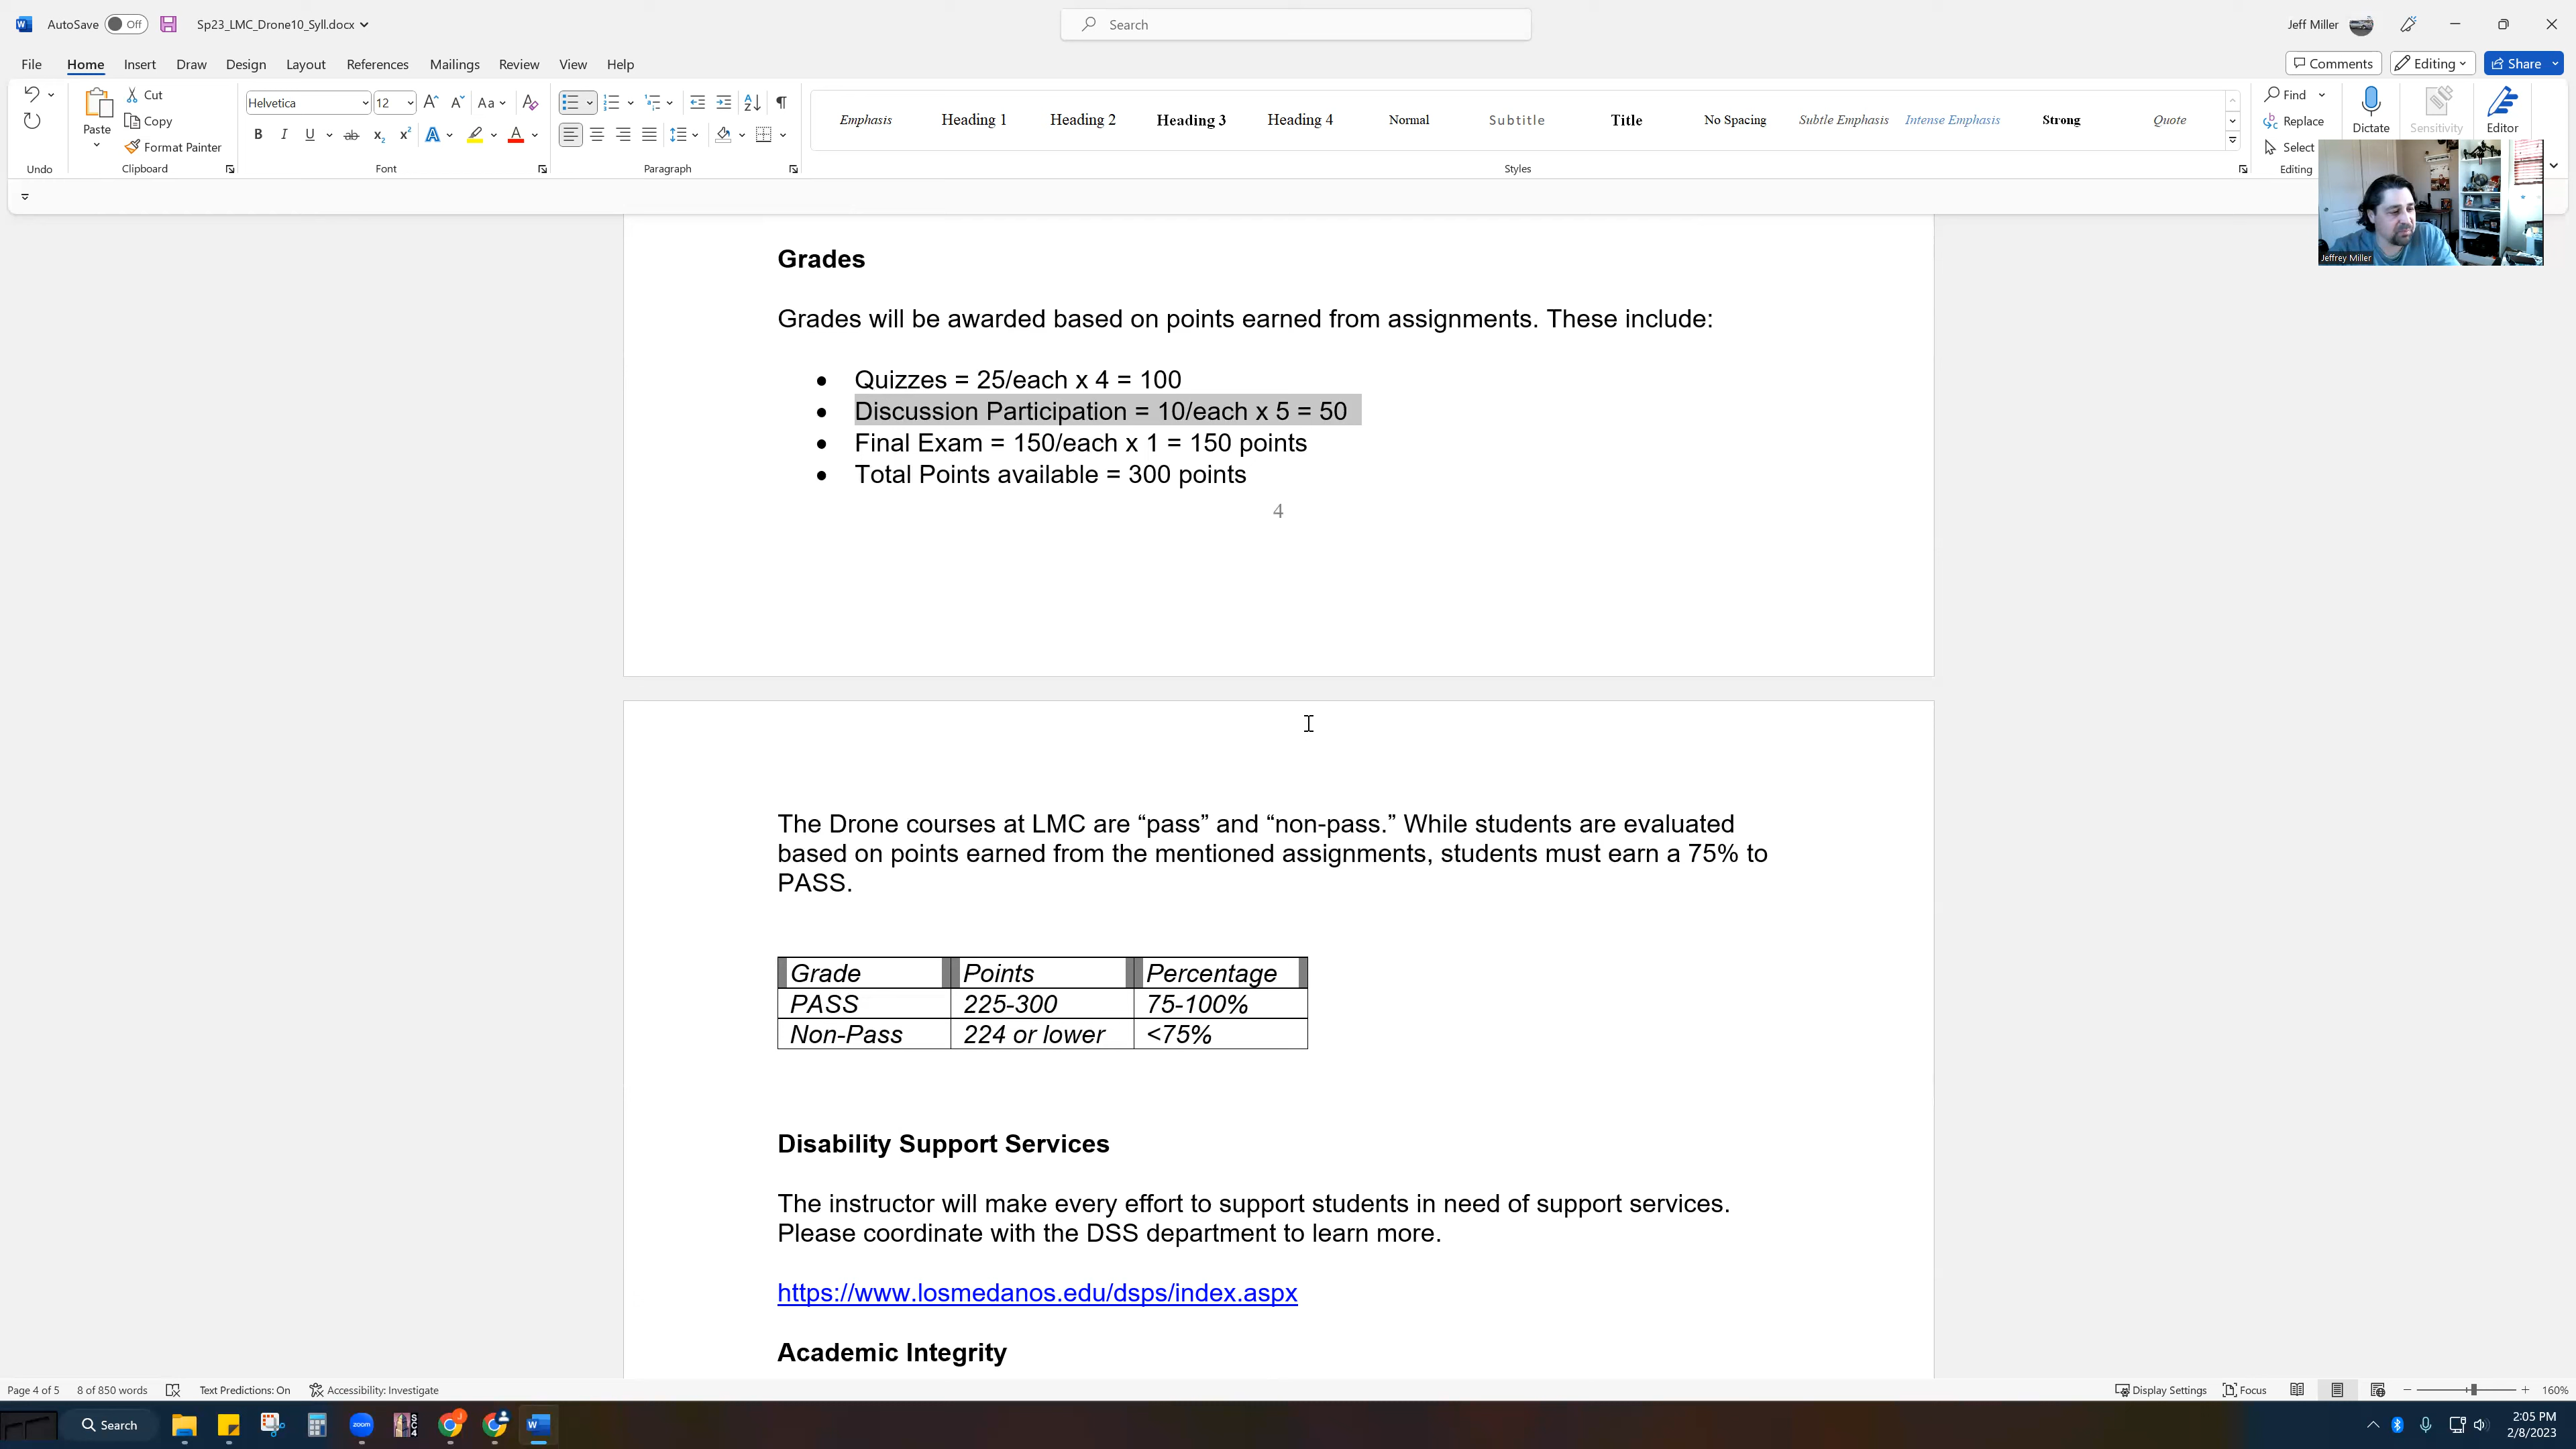 AutoSave Off Sp23_LMC_Drone10_Syll.docx Search Jeff Miller
File Home Insert Draw Design Layout References Mailings Review View Help Comments Editing Share
Paste Cut Copy Format Painter
Helvetica 12
Emphasis Heading 1 Heading 2 Heading 3 Heading 4 Normal Subtitle Title No Spacing Subtle Emphasis Intense Emphasis Strong Quote
Find Replace Select Dictate Sensitivity Editor
Undo Clipboard Font Paragraph Styles Editing
Jeffrey Miller
Grades
Grades will be awarded based on points earned from assignments. These include:
• Quizzes = 25/each x 4 = 100
• Discussion Participation = 10/each x 5 = 50
• Final Exam = 150/each x 1 = 150 points
• Total Points available = 300 points
4
The Drone courses at LMC are “pass” and “non-pass.” While students are evaluated
based on points earned from the mentioned assignments, students must earn a 75% to
PASS.
Grade Points Percentage
PASS 225-300 75-100%
Non-Pass 224 or lower <75%
Disability Support Services
The instructor will make every effort to support students in need of support services.
Please coordinate with the DSS department to learn more.
https://www.losmedanos.edu/dsps/index.aspx
Academic Integrity
Page 4 of 5 8 of 850 words Text Predictions: On Accessibility: Investigate Display Settings Focus 160%
Search zoom 2:05 PM
2/8/2023